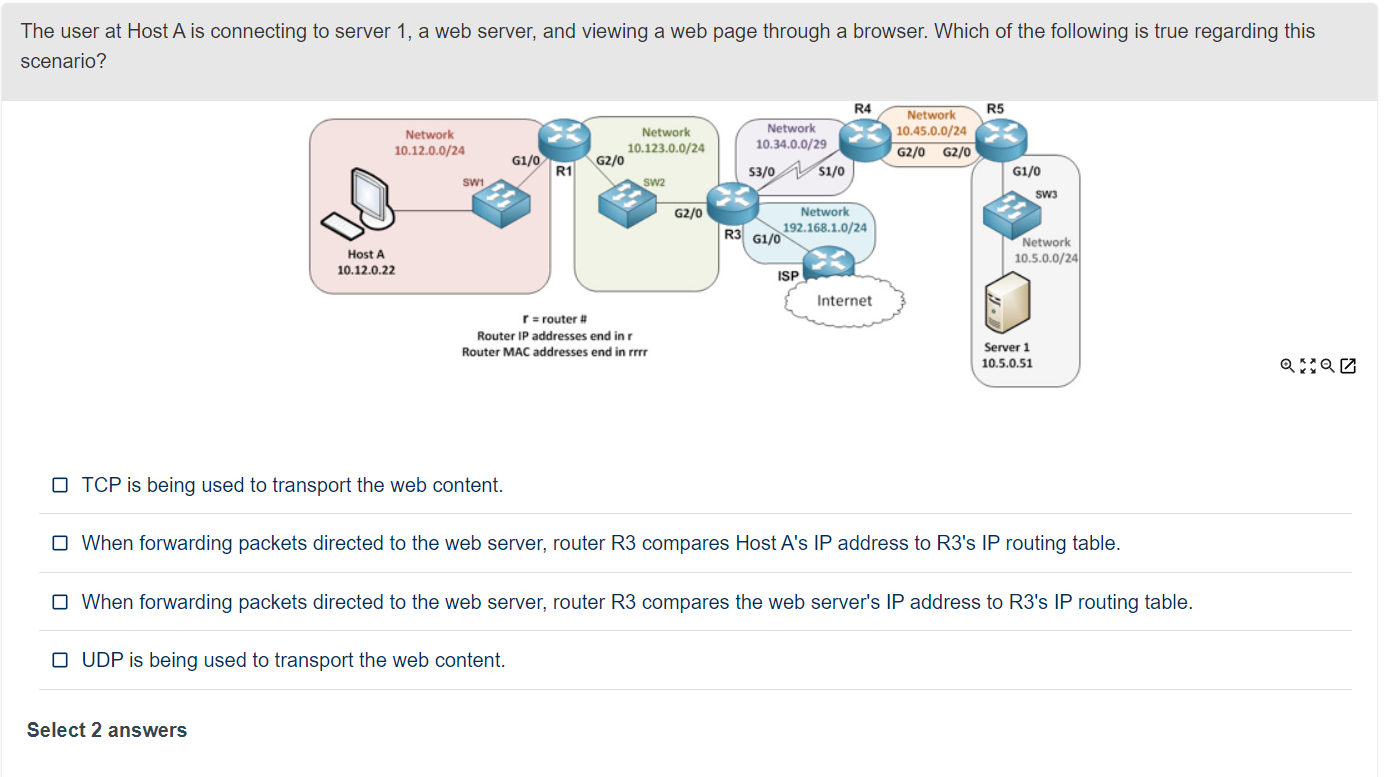 The user at Host A is connecting to server 1, a web server, and viewing a web page through a browser. Which of the following is true regarding this
scenario?
R4
R5
Network
10.12.0.0/24
Network
10.123.0.0/24
Network
10.34.0.0/29
Network
10.45.0.0/24
G1/0
R1
G2/0
S3/0
S1/0
G2/0
G2/0
G1/0
SW1
SW2
SW3
G2/0
R3
G1/0
Network
192.168.1.0/24
Network
10.5.0.0/24
Host A
10.12.0.22
ISP
Internet
r = router #
Router IP addresses end in r
Router MAC addresses end in rrrr
Server 1
10.5.0.51
TCP is being used to transport the web content.
When forwarding packets directed to the web server, router R3 compares Host A's IP address to R3's IP routing table.
When forwarding packets directed to the web server, router R3 compares the web server's IP address to R3's IP routing table.
UDP is being used to transport the web content.
Select 2 answers